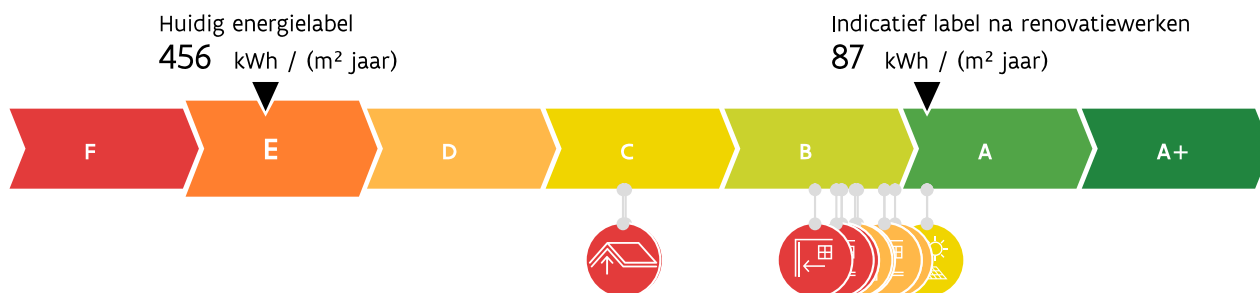 Huidig energielabel
456 kWh / (m² jaar)
Indicatief label na renovatiewerken
87 kWh / (m² jaar)
F E D C B A A+